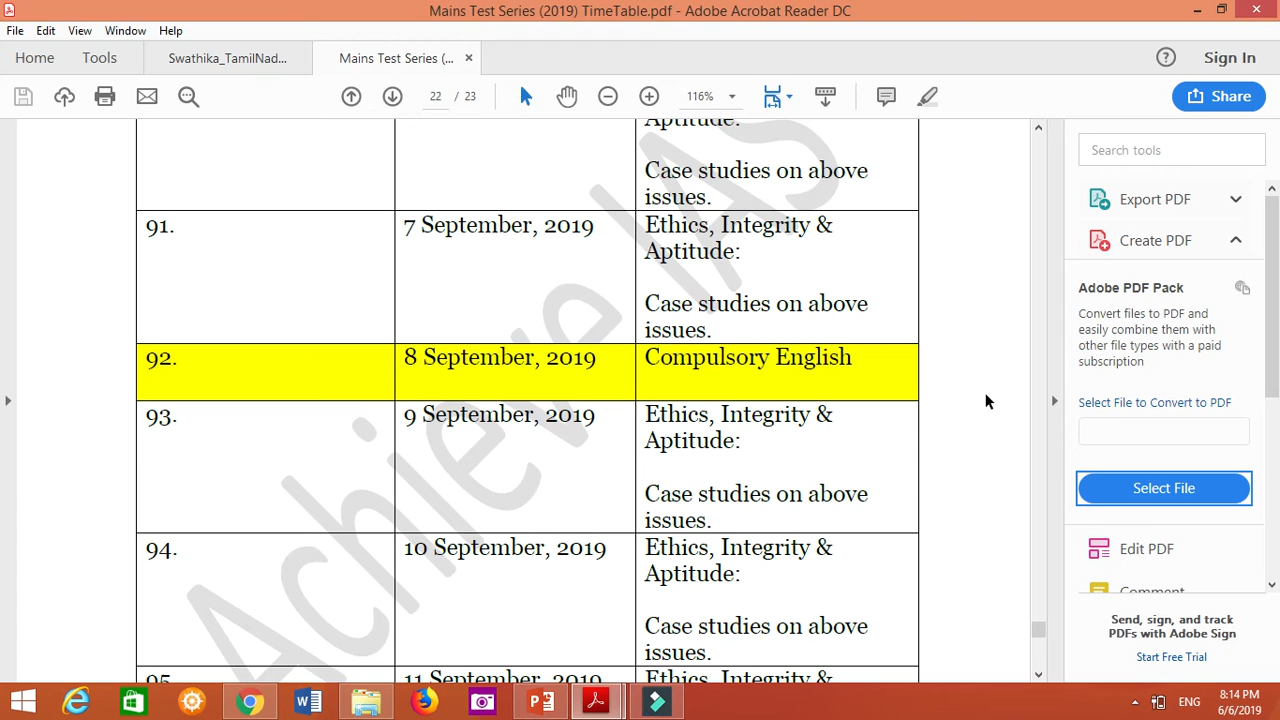 Mains Test Series (2019) TimeTable.pdf - Adobe Acrobat Reader DC
File Edit View Window Help
Home Tools Swathika_TamilNad... Mains Test Series (... × Sign In
22 / 23 116% Share
Aptitude:
Case studies on above
issues.
91. 7 September, 2019 Ethics, Integrity &
Aptitude:
Case studies on above
issues.
92. 8 September, 2019 Compulsory English
93. 9 September, 2019 Ethics, Integrity &
Aptitude:
Case studies on above
issues.
94. 10 September, 2019 Ethics, Integrity &
Aptitude:
Case studies on above
issues.
95. 11 September, 2019 Ethics, Integrity &
Achieve IAS
Search tools
Export PDF
Create PDF
Adobe PDF Pack
Convert files to PDF and
easily combine them with
other file types with a paid
subscription
Select File to Convert to PDF
Select File
Edit PDF
Comment
Send, sign, and track
PDFs with Adobe Sign
Start Free Trial
ENG
8:14 PM
6/6/2019